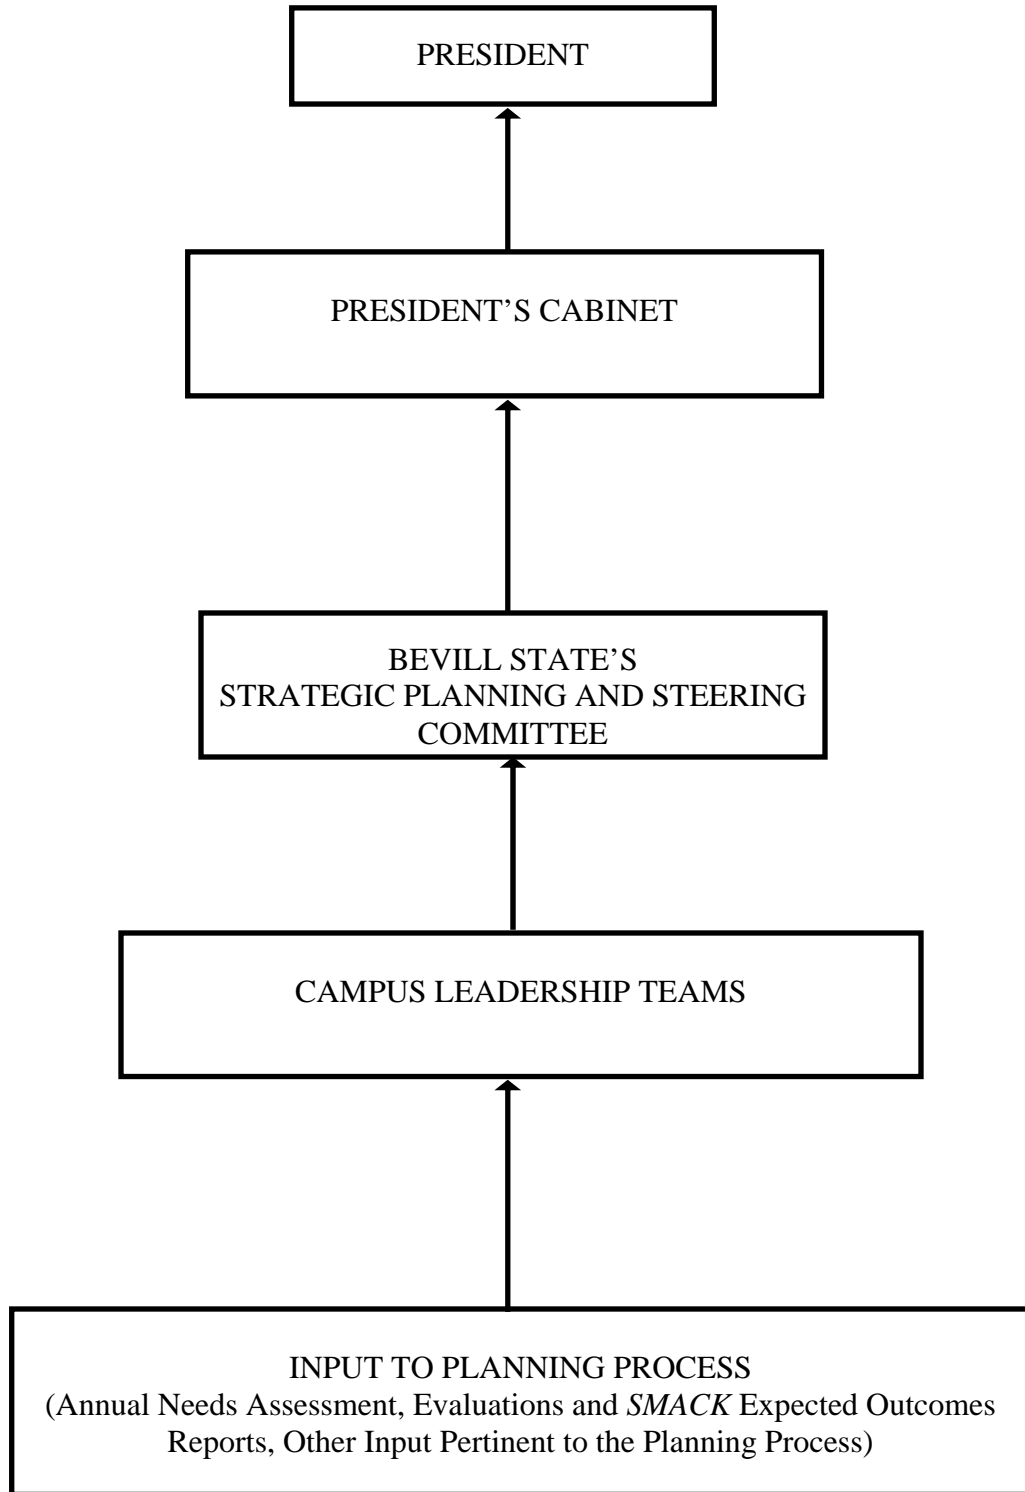 PRESIDENT
PRESIDENT’S CABINET
BEVILL STATE’S
STRATEGIC PLANNING AND STEERING
COMMITTEE
CAMPUS LEADERSHIP TEAMS
INPUT TO PLANNING PROCESS
(Annual Needs Assessment, Evaluations and SMACK Expected Outcomes
Reports, Other Input Pertinent to the Planning Process)